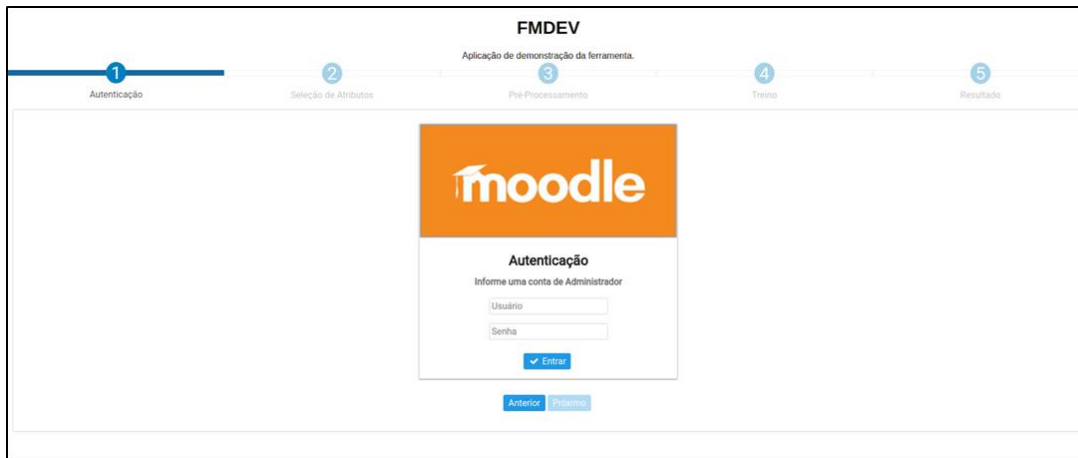 FMDEV
Aplicação de demonstração da ferramenta.
1 2 3 4 5
Autenticação Seleção de Atributos Pré-Processamento Treino Resultado
moodle
Autenticação
Informe uma conta de Administrador
Usuário
Senha
Entrar
Anterior Próximo